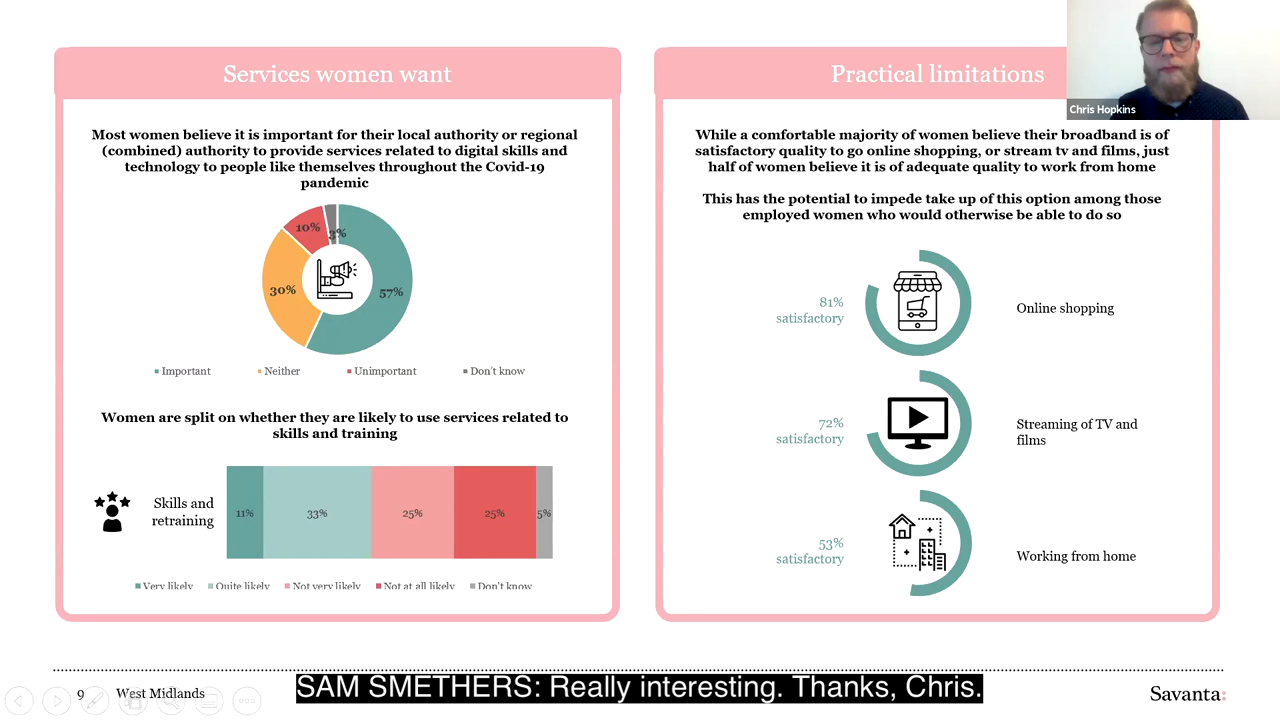 Services women want
Most women believe it is important for their local authority or regional
(combined) authority to provide services related to digital skills and
technology to people like themselves throughout the Covid-19
pandemic
10%
3%
30%
57%
Important
Neither
Unimportant
Don't know
Women are split on whether they are likely to use services related to
skills and training
Skills and
retraining
11%
33%
25%
25%
5%
Very likely
Quite likely
Not very likely
Not at all likely
Don't know
Practical limitations
Chris Hopkins
While a comfortable majority of women believe their broadband is of
satisfactory quality to go online shopping, or stream tv and films, just
half of women believe it is of adequate quality to work from home
This has the potential to impede take up of this option among those
employed women who would otherwise be able to do so
81%
satisfactory
Online shopping
72%
satisfactory
Streaming of TV and
films
53%
satisfactory
Working from home
9
West Midlands
SAM SMETHERS: Really interesting. Thanks, Chris.
Savanta: